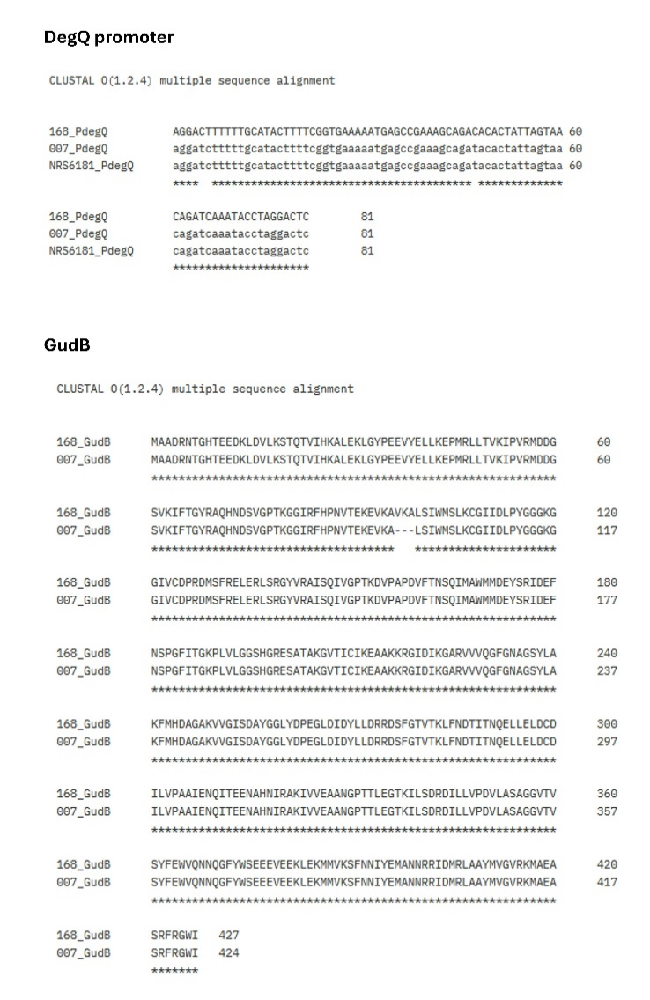 DegQ promoter
CLUSTAL O(1.2.4) multiple sequence alignment
168_PdegQ AGGACTTTTTTGCATACTTTTCGGTGAAAAATGAGCCGAAAGCAGACACACTATTAGTAA 60
007_PdegQ aggatctttttgcatacttttcggtgaaaaatgagccgaaagcagatacactattagtaa 60
NRS6181_PdegQ aggatctttttgcatacttttcggtgaaaaatgagccgaaagcagatacactattagtaa 60
**** **************************************** *************
168_PdegQ CAGATCAAATACCTAGGACTC 81
007_PdegQ cagatcaaatacctaggactc 81
NRS6181_PdegQ cagatcaaatacctaggactc 81
*********************
GudB
CLUSTAL O(1.2.4) multiple sequence alignment
168_GudB MAADRNTGHTEEDKLDVLKSTQTVIHKALEKLGYPEEVYELLKEPMRLLTVKIPVRMDDG 60
007_GudB MAADRNTGHTEEDKLDVLKSTQTVIHKALEKLGYPEEVYELLKEPMRLLTVKIPVRMDDG 60
************************************************************
168_GudB SVKIFTGYRAQHNDSVGPTKGGIRFHPNVTEKEVKAVKALSIWMSLKCGIIDLPYGGGKG 120
007_GudB SVKIFTGYRAQHNDSVGPTKGGIRFHPNVTEKEVKA---LSIWMSLKCGIIDLPYGGGKG 117
************************************ *********************
168_GudB GIVCDPRDMSFRELERLSRGYVRAISQIVGPTKDVPAPDVFTNSQIMAWMMDEYSRIDEF 180
007_GudB GIVCDPRDMSFRELERLSRGYVRAISQIVGPTKDVPAPDVFTNSQIMAWMMDEYSRIDEF 177
************************************************************
168_GudB NSPGFITGKPLVLGGSHGRESATAKGVTICIKEAAKKRGIDIKGARVVVQGFGNAGSYLA 240
007_GudB NSPGFITGKPLVLGGSHGRESATAKGVTICIKEAAKKRGIDIKGARVVVQGFGNAGSYLA 237
************************************************************
168_GudB KFMHDAGAKVVGISDAYGGLYDPEGLDIDYLLDRRDSFGTVTKLFNDTITNQELLELDCD 300
007_GudB KFMHDAGAKVVGISDAYGGLYDPEGLDIDYLLDRRDSFGTVTKLFNDTITNQELLELDCD 297
************************************************************
168_GudB ILVPAAIENQITEENAHNIRAKIVVEAANGPTTLEGTKILSDRDILLVPDVLASAGGVTV 360
007_GudB ILVPAAIENQITEENAHNIRAKIVVEAANGPTTLEGTKILSDRDILLVPDVLASAGGVTV 357
************************************************************
168_GudB SYFEWVQNNQGFYWSEEEVEEKLEKMMVKSFNNIYEMANNRRIDMRLAAYMVGVRKMAEA 420
007_GudB SYFEWVQNNQGFYWSEEEVEEKLEKMMVKSFNNIYEMANNRRIDMRLAAYMVGVRKMAEA 417
************************************************************
168_GudB SRFRGWI 427
007_GudB SRFRGWI 424
*******